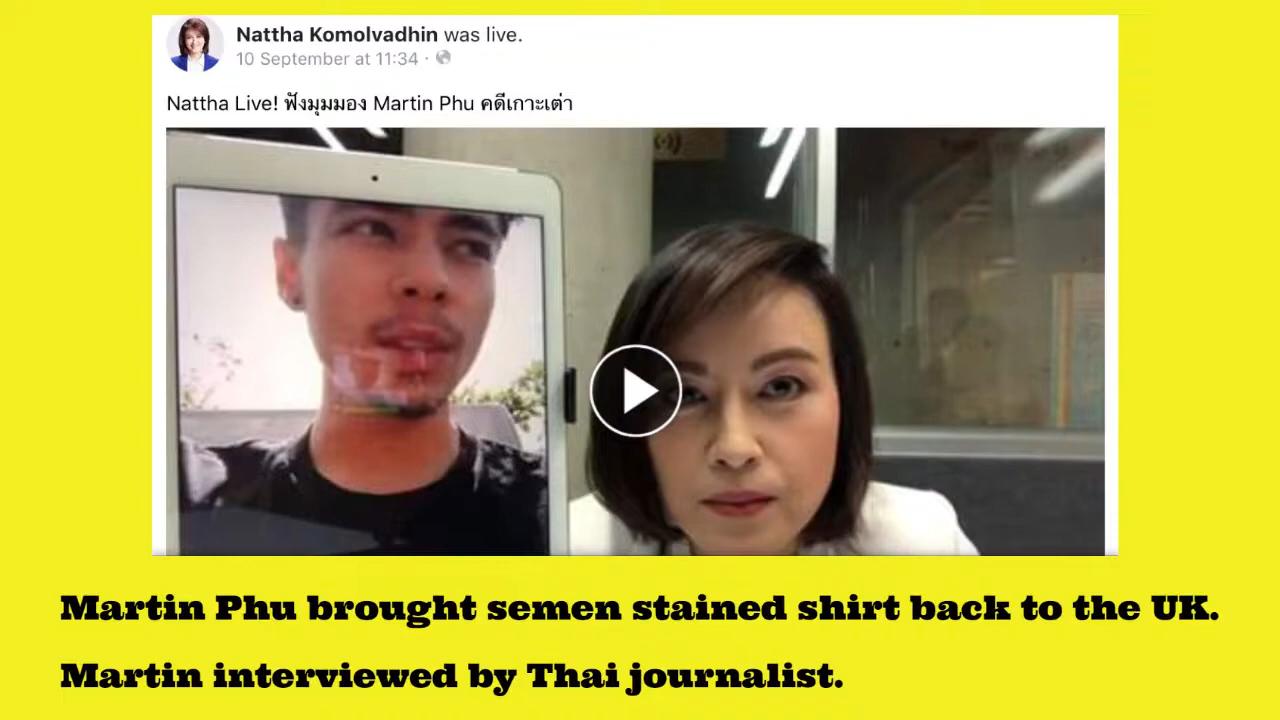 Nattha Komolvadhin was live.
10 September at 11:34 ·
Nattha Live! ฟังมุมมอง Martin Phu คดีเกาะเต่า
Martin Phu brought semen stained shirt back to the UK.
Martin interviewed by Thai journalist.